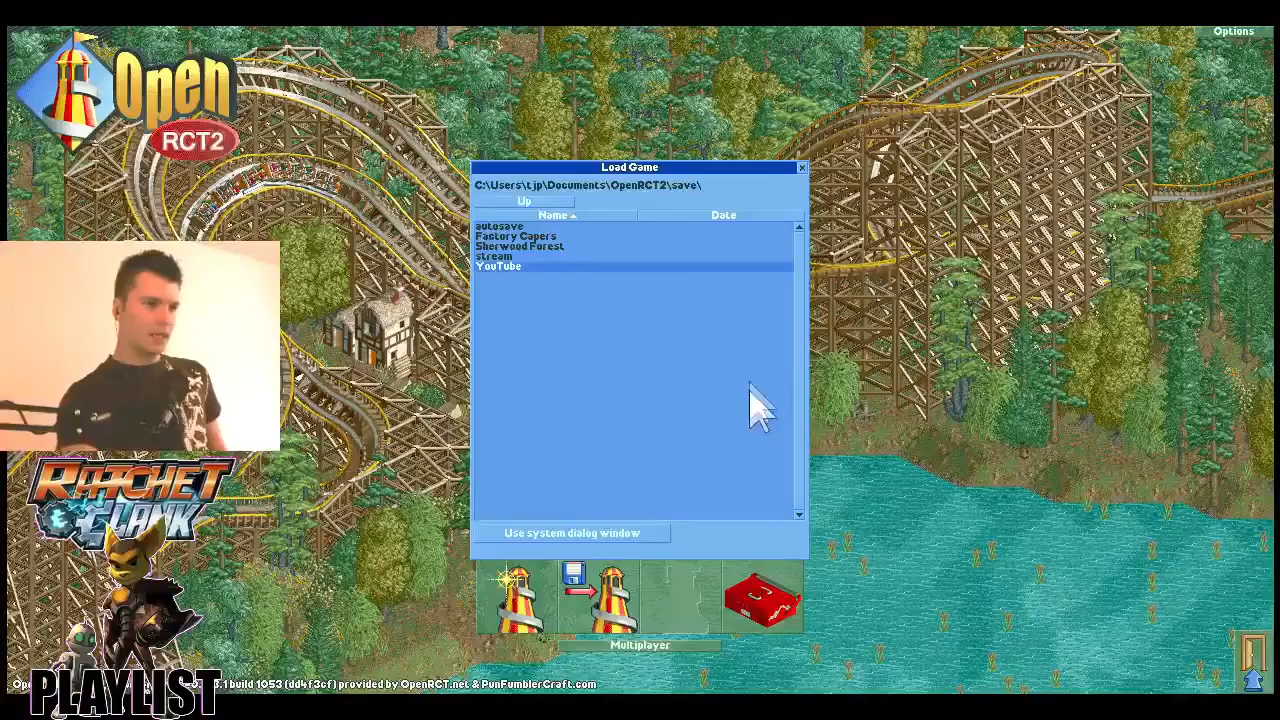 Options
Open
RCT2
Load Game
C:\Users\tjp\Documents\OpenRCT2\save\
Up
Name
Date
autosave
Factory Capers
Sherwood Forest
stream
YouTube
Use system dialog window
RATCHET
CLANK
Multiplayer
PLAYLIST
.1 build 1053 (dd4f3cf) provided by OpenRCT.net & PunFumblerCraft.com